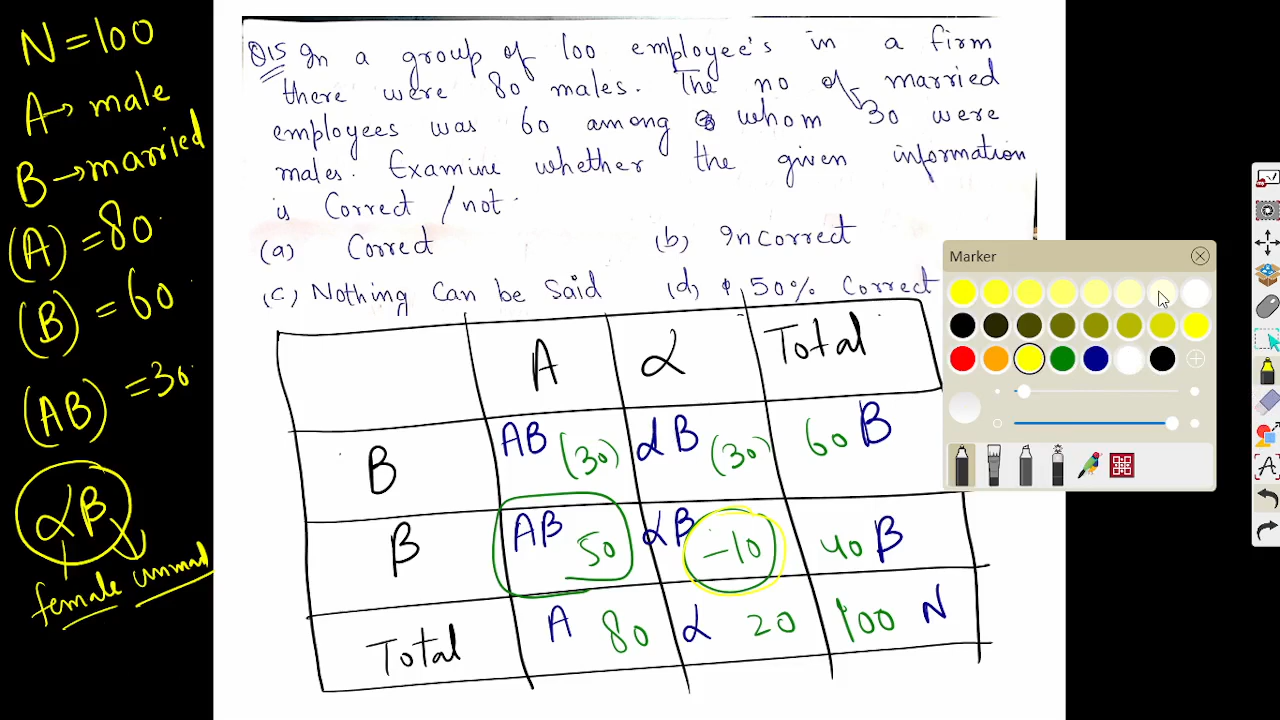 N = 100
A → male
B → married
(A) = 80
(B) = 60
(AB) = 30
αβ
female unmad
Q15 In a group of 100 employee's in a firm
there were 80 males. The no of married
employees was 60 among whom 30 were
males. Examine whether the given information
is Correct / not.
(a) Correct (b) Incorrect
(c) Nothing Can be Said (d) 50% Correct
A α Total
B AB (30) αB (30) 60 B
β Aβ 50 αβ -10 40 β
Total A 80 α 20 100 N
Marker